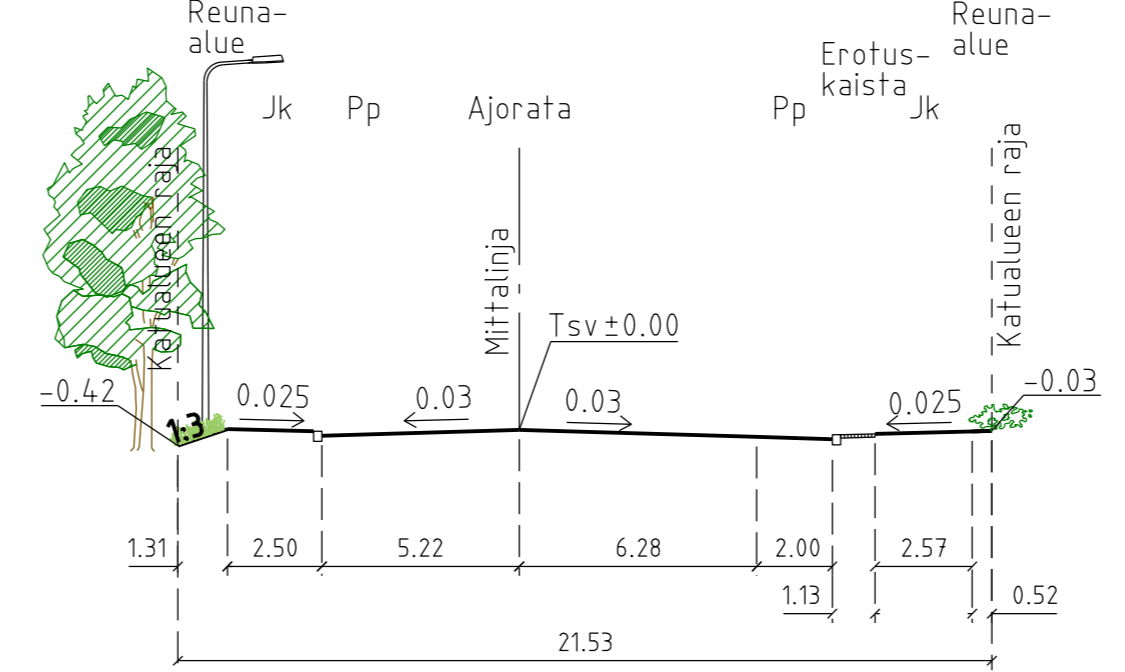 Reuna-
alue
Reuna-
alue
Erotus-
kaista
Jk
Pp
Ajorata
Pp
Jk
Katualueen raja
Mittalinja
Katualueen raja
Tsv±0.00
-0.42
1:3
0.025
0.03
0.03
0.025
-0.03
1.31
2.50
5.22
6.28
2.00
2.57
1.13
0.52
21.53